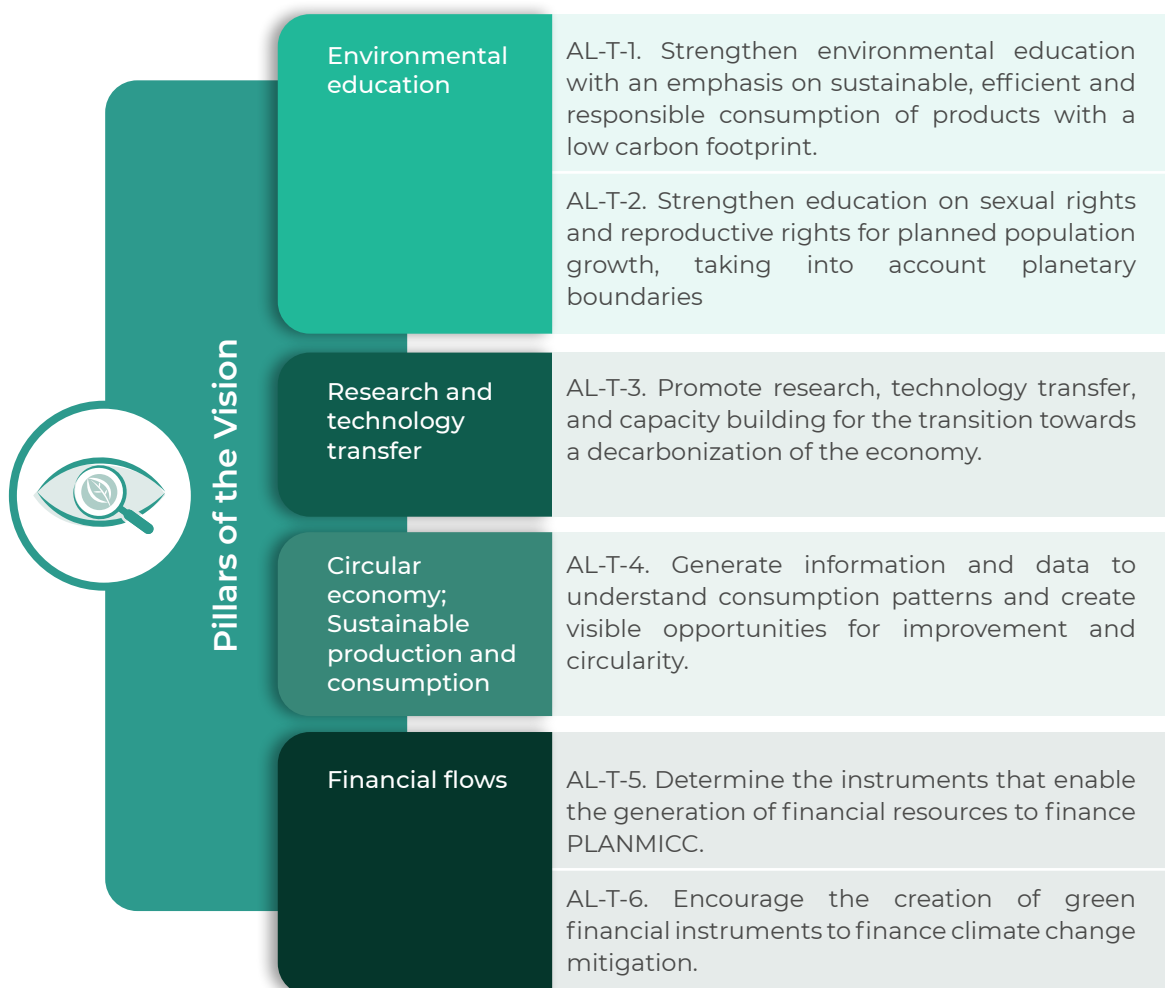 Pillars of the Vision
Environmental
education
AL-T-1. Strengthen environmental education
with an emphasis on sustainable, efficient and
responsible consumption of products with a
low carbon footprint.
AL-T-2. Strengthen education on sexual rights
and reproductive rights for planned population
growth, taking into account planetary
boundaries
Research and
technology
transfer
AL-T-3. Promote research, technology transfer,
and capacity building for the transition towards
a decarbonization of the economy.
Circular
economy;
Sustainable
production and
consumption
AL-T-4. Generate information and data to
understand consumption patterns and create
visible opportunities for improvement and
circularity.
Financial flows
AL-T-5. Determine the instruments that enable
the generation of financial resources to finance
PLANMICC.
AL-T-6. Encourage the creation of green
financial instruments to finance climate change
mitigation.